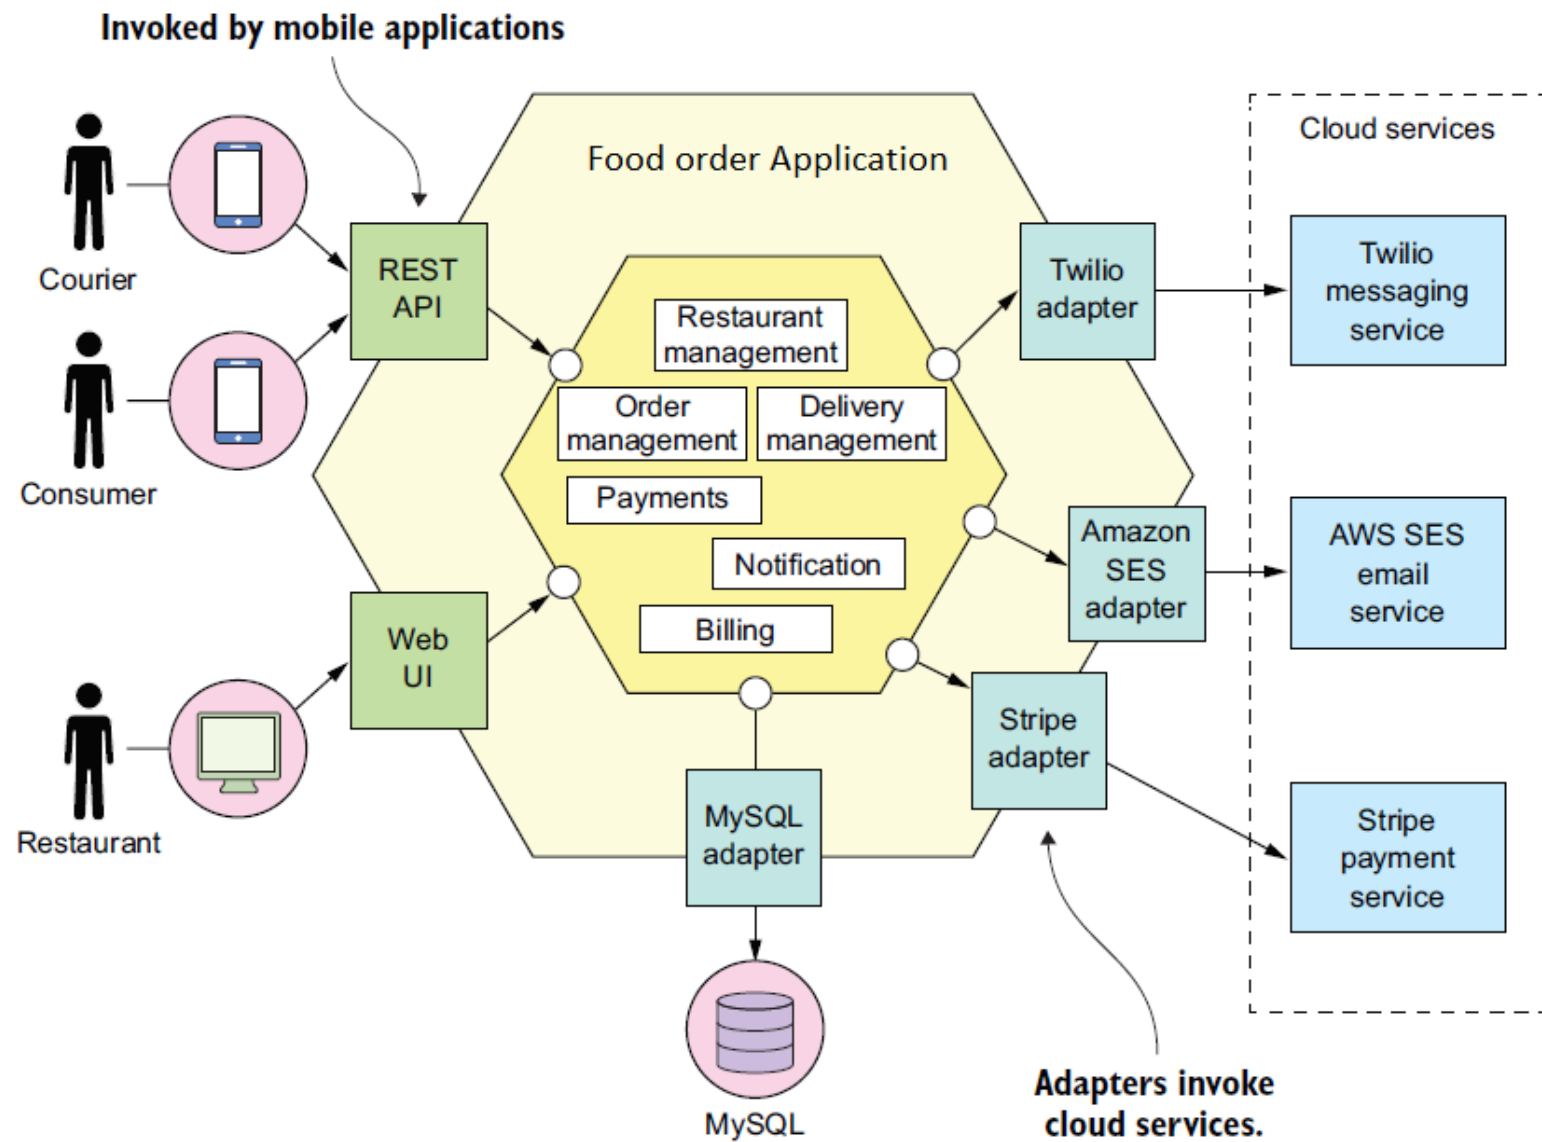 Invoked by mobile applications
Food order Application
Cloud services
Courier
Consumer
Restaurant
REST
API
Web
UI
Restaurant
management
Order
management
Delivery
management
Payments
Notification
Billing
Twilio
adapter
Amazon
SES
adapter
Stripe
adapter
MySQL
adapter
MySQL
Twilio
messaging
service
AWS SES
email
service
Stripe
payment
service
Adapters invoke
cloud services.